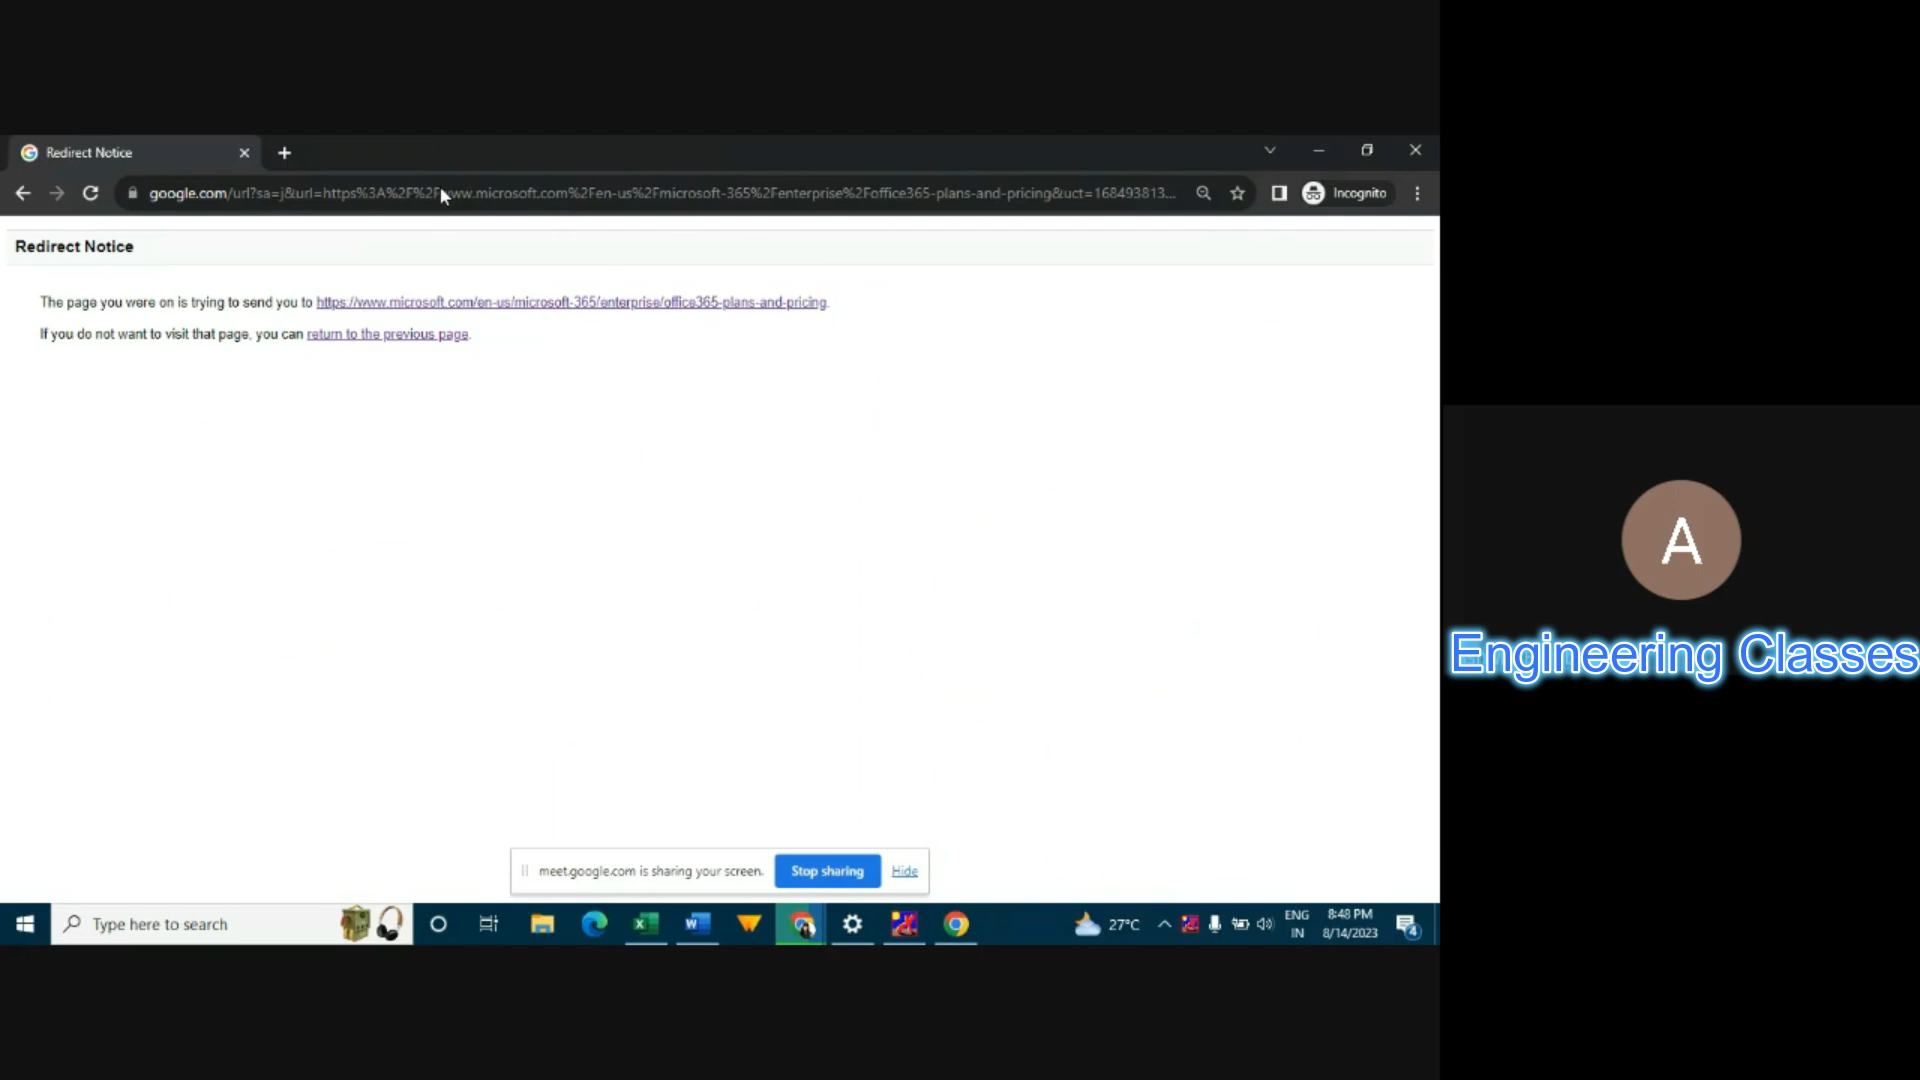 Redirect Notice
google.com/url?sa=j&url=https%3A%2F%2Fwww.microsoft.com%2Fen-us%2Fmicrosoft-365%2Fenterprise%2Foffice365-plans-and-pricing&uct=168493813...
Incognito
Redirect Notice
The page you were on is trying to send you to https://www.microsoft.com/en-us/microsoft-365/enterprise/office365-plans-and-pricing.
If you do not want to visit that page, you can return to the previous page.
A
Engineering Classes
meet.google.com is sharing your screen.
Stop sharing
Hide
Type here to search
27°C
ENG
IN
8:48 PM
8/14/2023
4